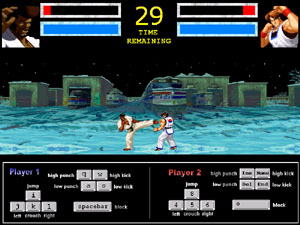 29
TIME
REMAINING
Player 1
high punch q w high kick
jump
low punch a s low kick
i
j k l spacebar block
left crouch right
Player 2
high punch Ins Home high kick
jump
low punch Del End low kick
8
4 5 6 0 block
left crouch right